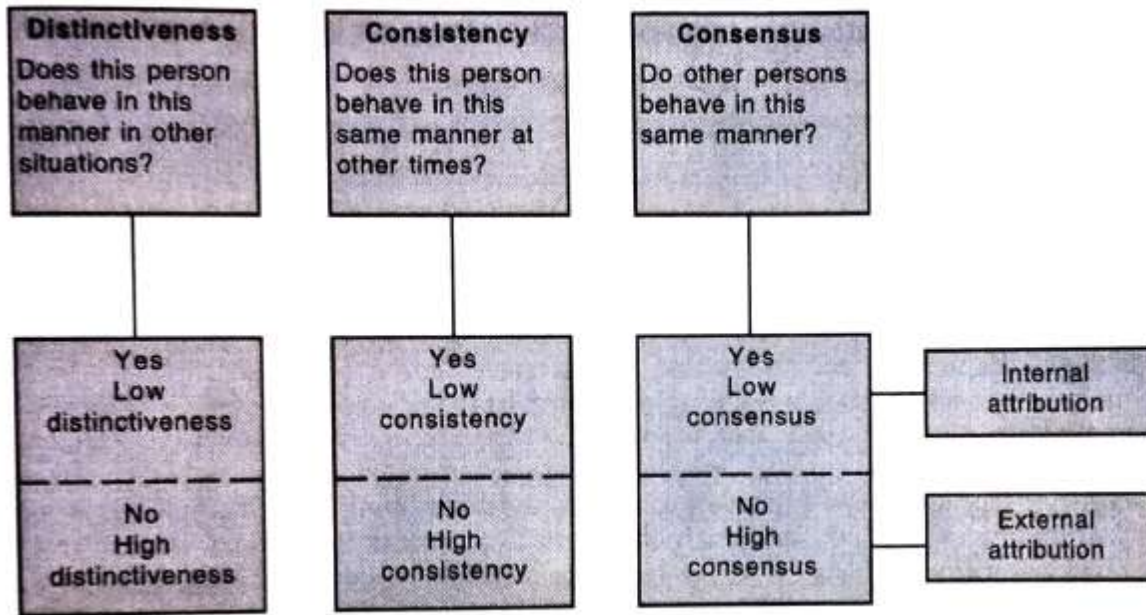 Distinctiveness
Does this person
behave in this
manner in other
situations?
Consistency
Does this person
behave in this
same manner at
other times?
Consensus
Do other persons
behave in this
same manner?
Yes
Low
distinctiveness
No
High
distinctiveness
Yes
Low
consistency
No
High
consistency
Yes
Low
consensus
No
High
consensus
Internal
attribution
External
attribution